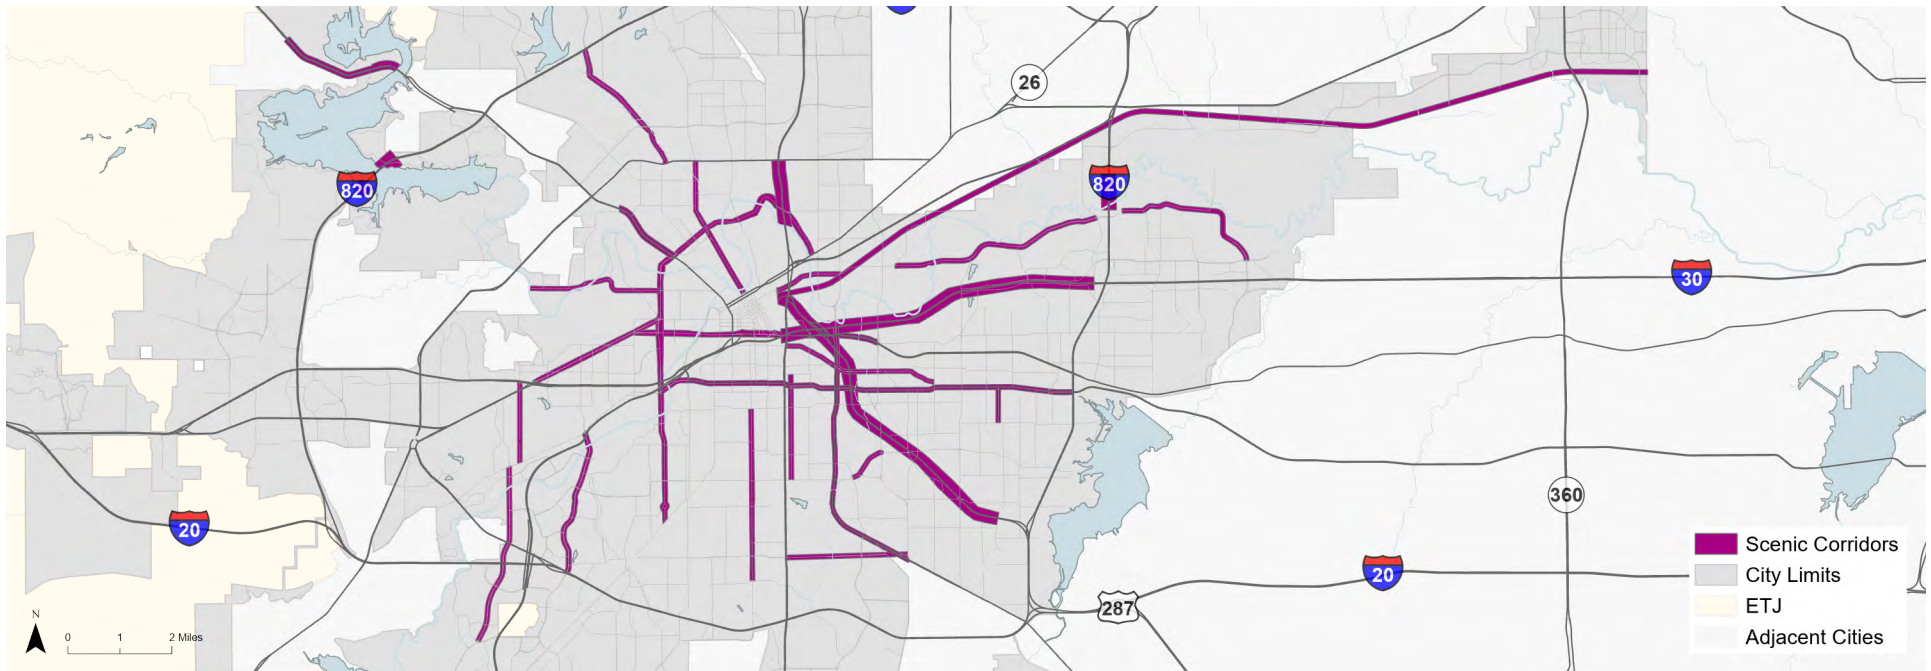 26
820
820
30
20
360
20
287
Scenic Corridors
City Limits
ETJ
Adjacent Cities
N
0 1 2 Miles